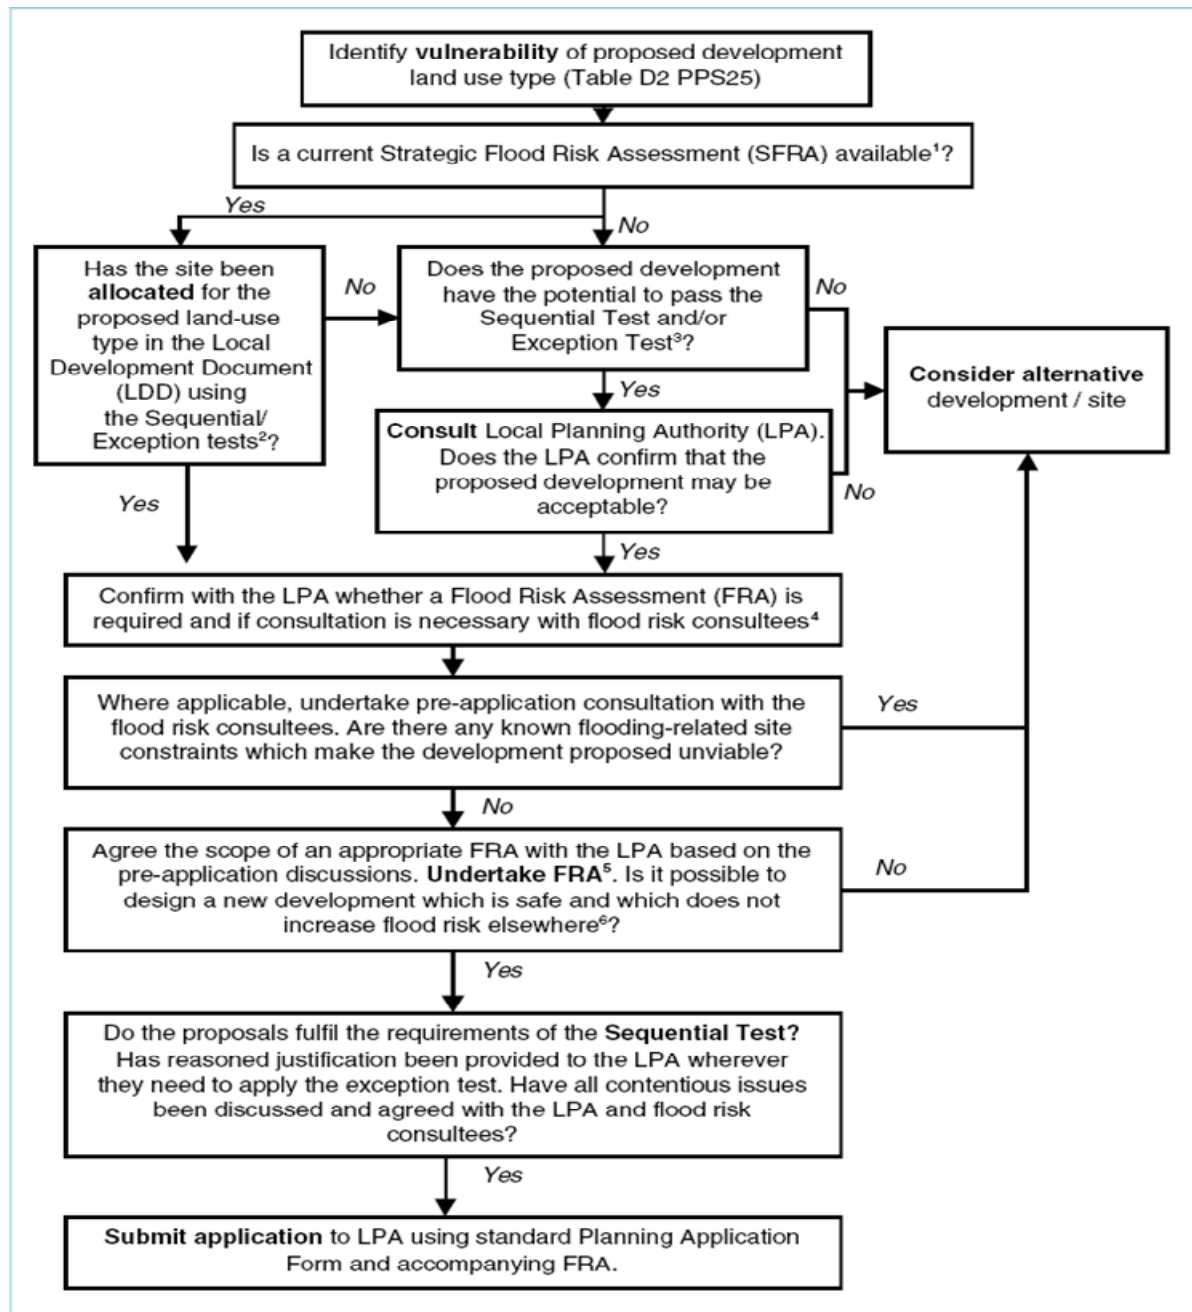 Identify vulnerability of proposed development
land use type (Table D2 PPS25)
Is a current Strategic Flood Risk Assessment (SFRA) available¹?
Yes
No
Has the site been
allocated for the
proposed land-use
type in the Local
Development Document
(LDD) using
the Sequential/
Exception tests²?
No
Does the proposed development
have the potential to pass the
Sequential Test and/or
Exception Test³?
No
Consider alternative
development / site
Yes
Consult Local Planning Authority (LPA).
Does the LPA confirm that the
proposed development may be
acceptable?
No
Yes
Yes
Confirm with the LPA whether a Flood Risk Assessment (FRA) is
required and if consultation is necessary with flood risk consultees⁴
Where applicable, undertake pre-application consultation with the
flood risk consultees. Are there any known flooding-related site
constraints which make the development proposed unviable?
Yes
No
Agree the scope of an appropriate FRA with the LPA based on the
pre-application discussions. Undertake FRA⁵. Is it possible to
design a new development which is safe and which does not
increase flood risk elsewhere⁶?
No
Yes
Do the proposals fulfil the requirements of the Sequential Test?
Has reasoned justification been provided to the LPA wherever
they need to apply the exception test. Have all contentious issues
been discussed and agreed with the LPA and flood risk
consultees?
Yes
Submit application to LPA using standard Planning Application
Form and accompanying FRA.